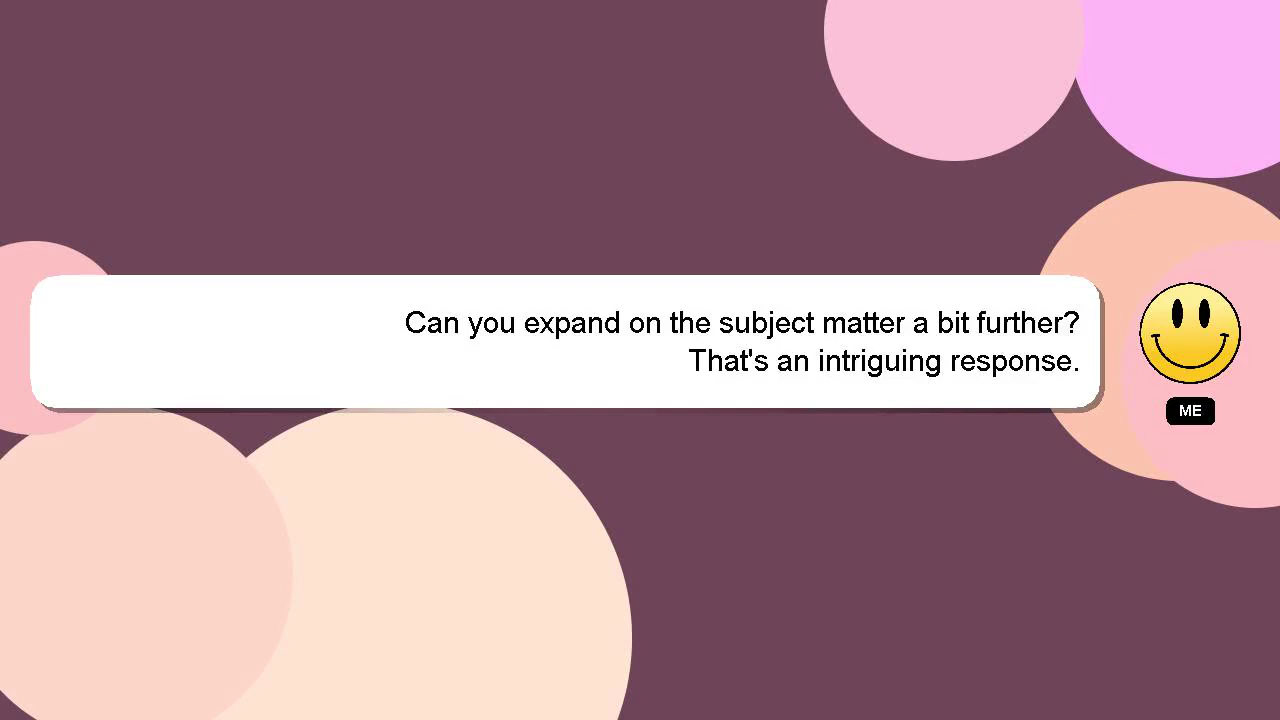 Can you expand on the subject matter a bit further?
That's an intriguing response.
ME